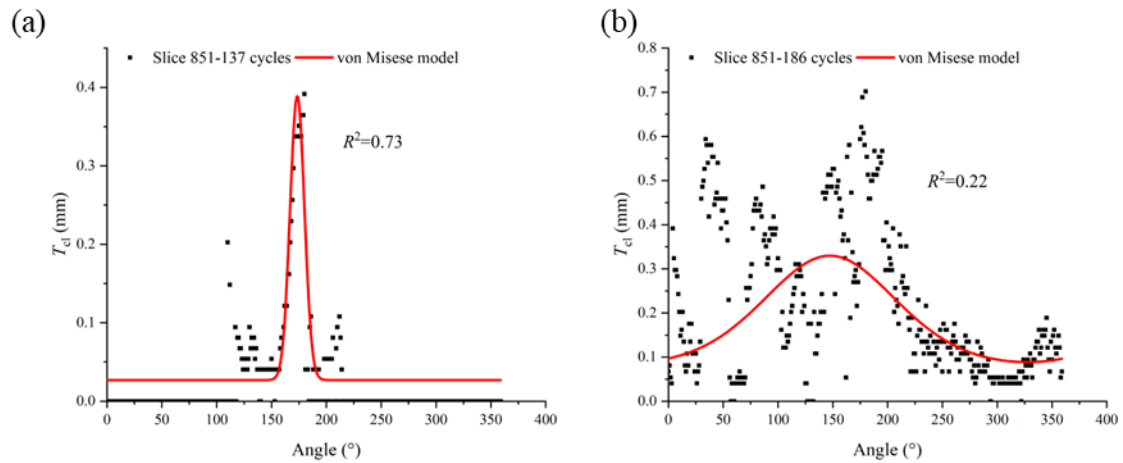 (a)
Slice 851-137 cycles
von Misese model
R²=0.73
T_cl (mm)
0.4
0.3
0.2
0.1
0.0
0 50 100 150 200 250 300 350 400
Angle (°)
(b)
Slice 851-186 cycles
von Misese model
R²=0.22
T_cl (mm)
0.8
0.7
0.6
0.5
0.4
0.3
0.2
0.1
0.0
0 50 100 150 200 250 300 350 400
Angle (°)